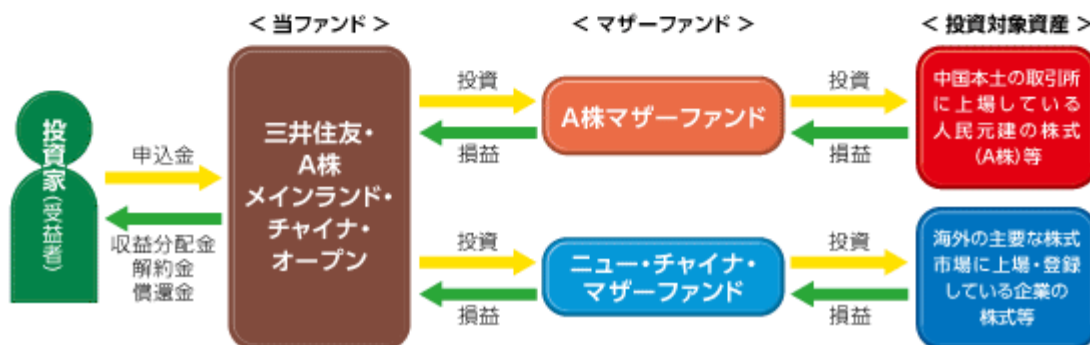 ＜ 当ファンド ＞
＜ マザーファンド ＞
＜ 投資対象資産 ＞
投資家(受益者)
申込金
収益分配金
解約金
償還金
三井住友・
A株
メインランド・
チャイナ・
オープン
投資
損益
A株マザーファンド
投資
損益
中国本土の取引所
に上場している
人民元建の株式
(A株)等
投資
損益
ニュー・チャイナ・
マザーファンド
投資
損益
海外の主要な株式
市場に上場・登録
している企業の
株式等